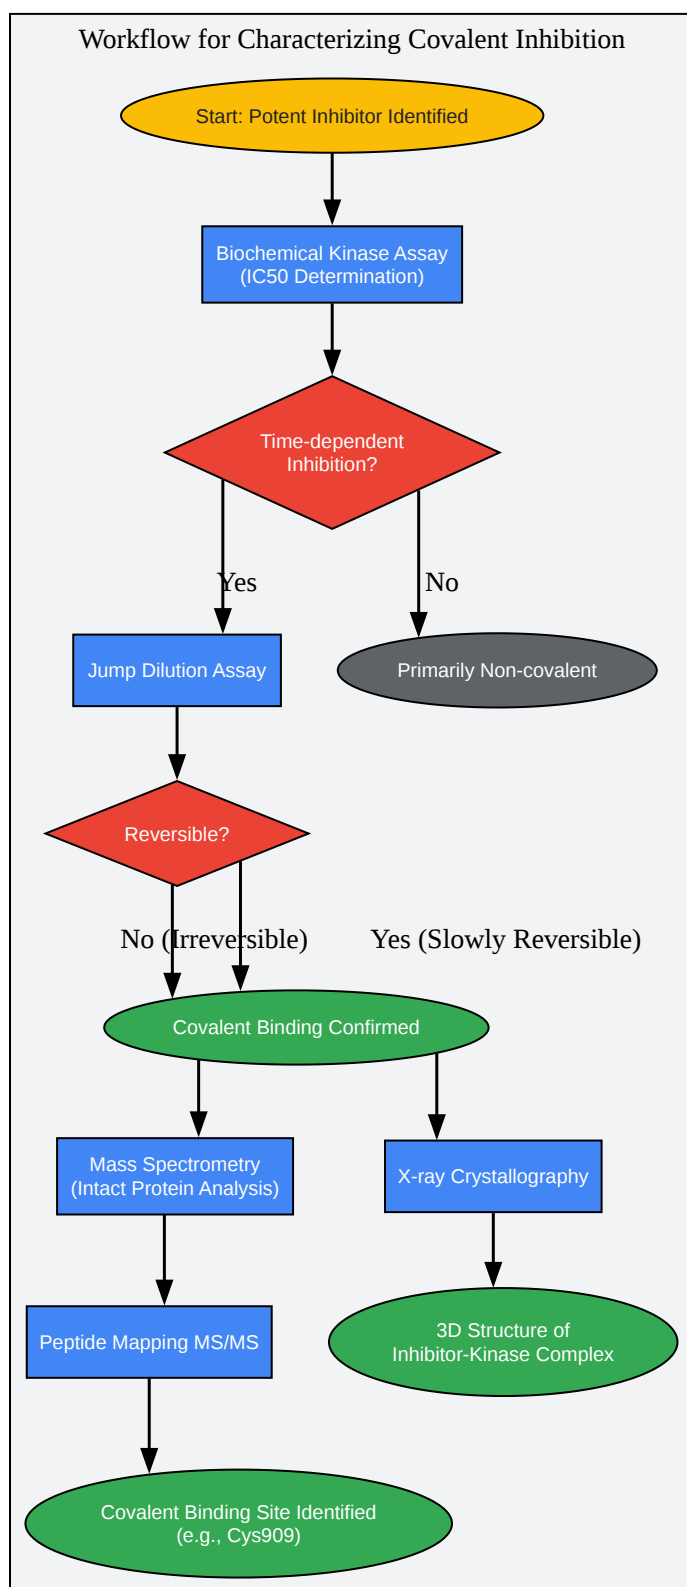 Workflow for Characterizing Covalent Inhibition
Start: Potent Inhibitor Identified
Biochemical Kinase Assay
(IC50 Determination)
Time-dependent
Inhibition?
Yes
No
Jump Dilution Assay
Primarily Non-covalent
Reversible?
No (Irreversible)
Yes (Slowly Reversible)
Covalent Binding Confirmed
Mass Spectrometry
(Intact Protein Analysis)
X-ray Crystallography
Peptide Mapping MS/MS
3D Structure of
Inhibitor-Kinase Complex
Covalent Binding Site Identified
(e.g., Cys909)